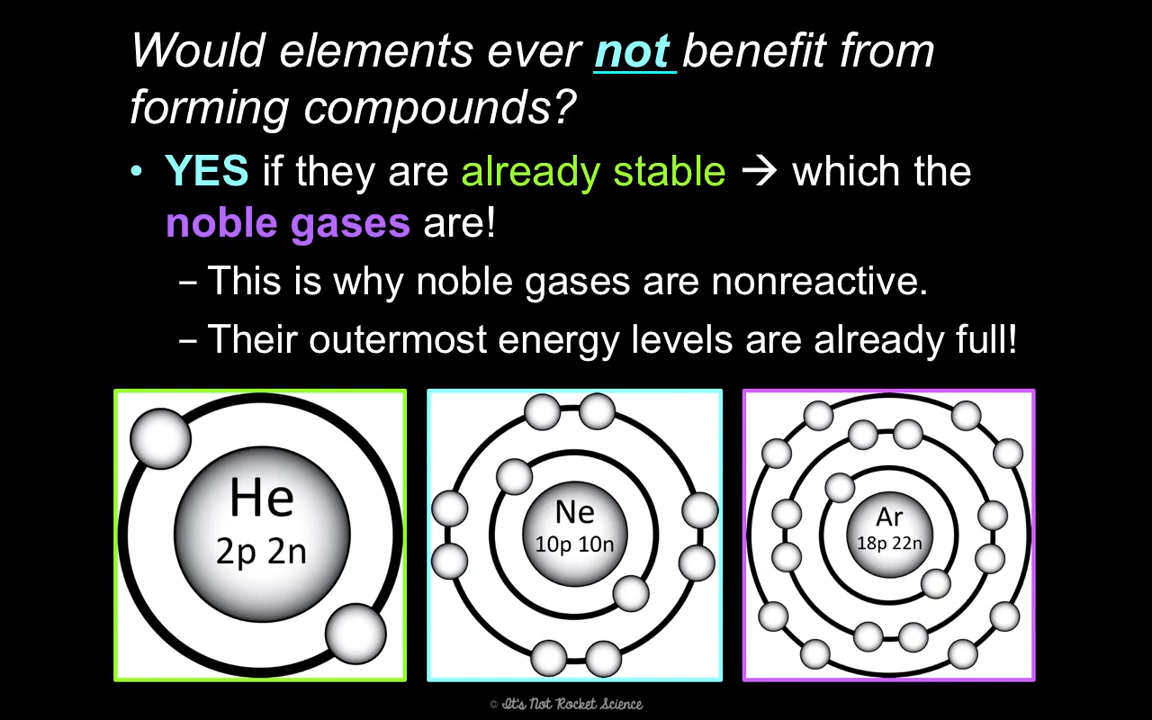 Would elements ever not benefit from
forming compounds?
• YES if they are already stable → which the
noble gases are!
– This is why noble gases are nonreactive.
– Their outermost energy levels are already full!
He
2p 2n
Ne
10p 10n
Ar
18p 22n
© It's Not Rocket Science